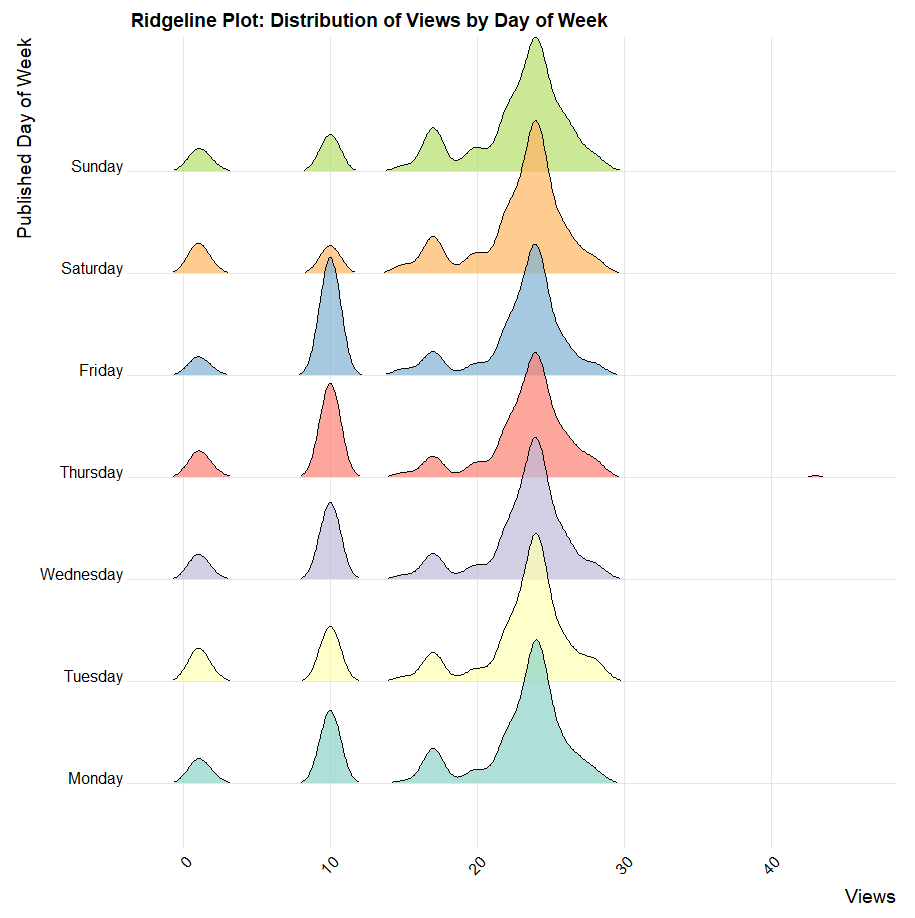 Ridgeline Plot: Distribution of Views by Day of Week
Published Day of Week
Sunday
Saturday
Friday
Thursday
Wednesday
Tuesday
Monday
0
10
20
30
40
Views